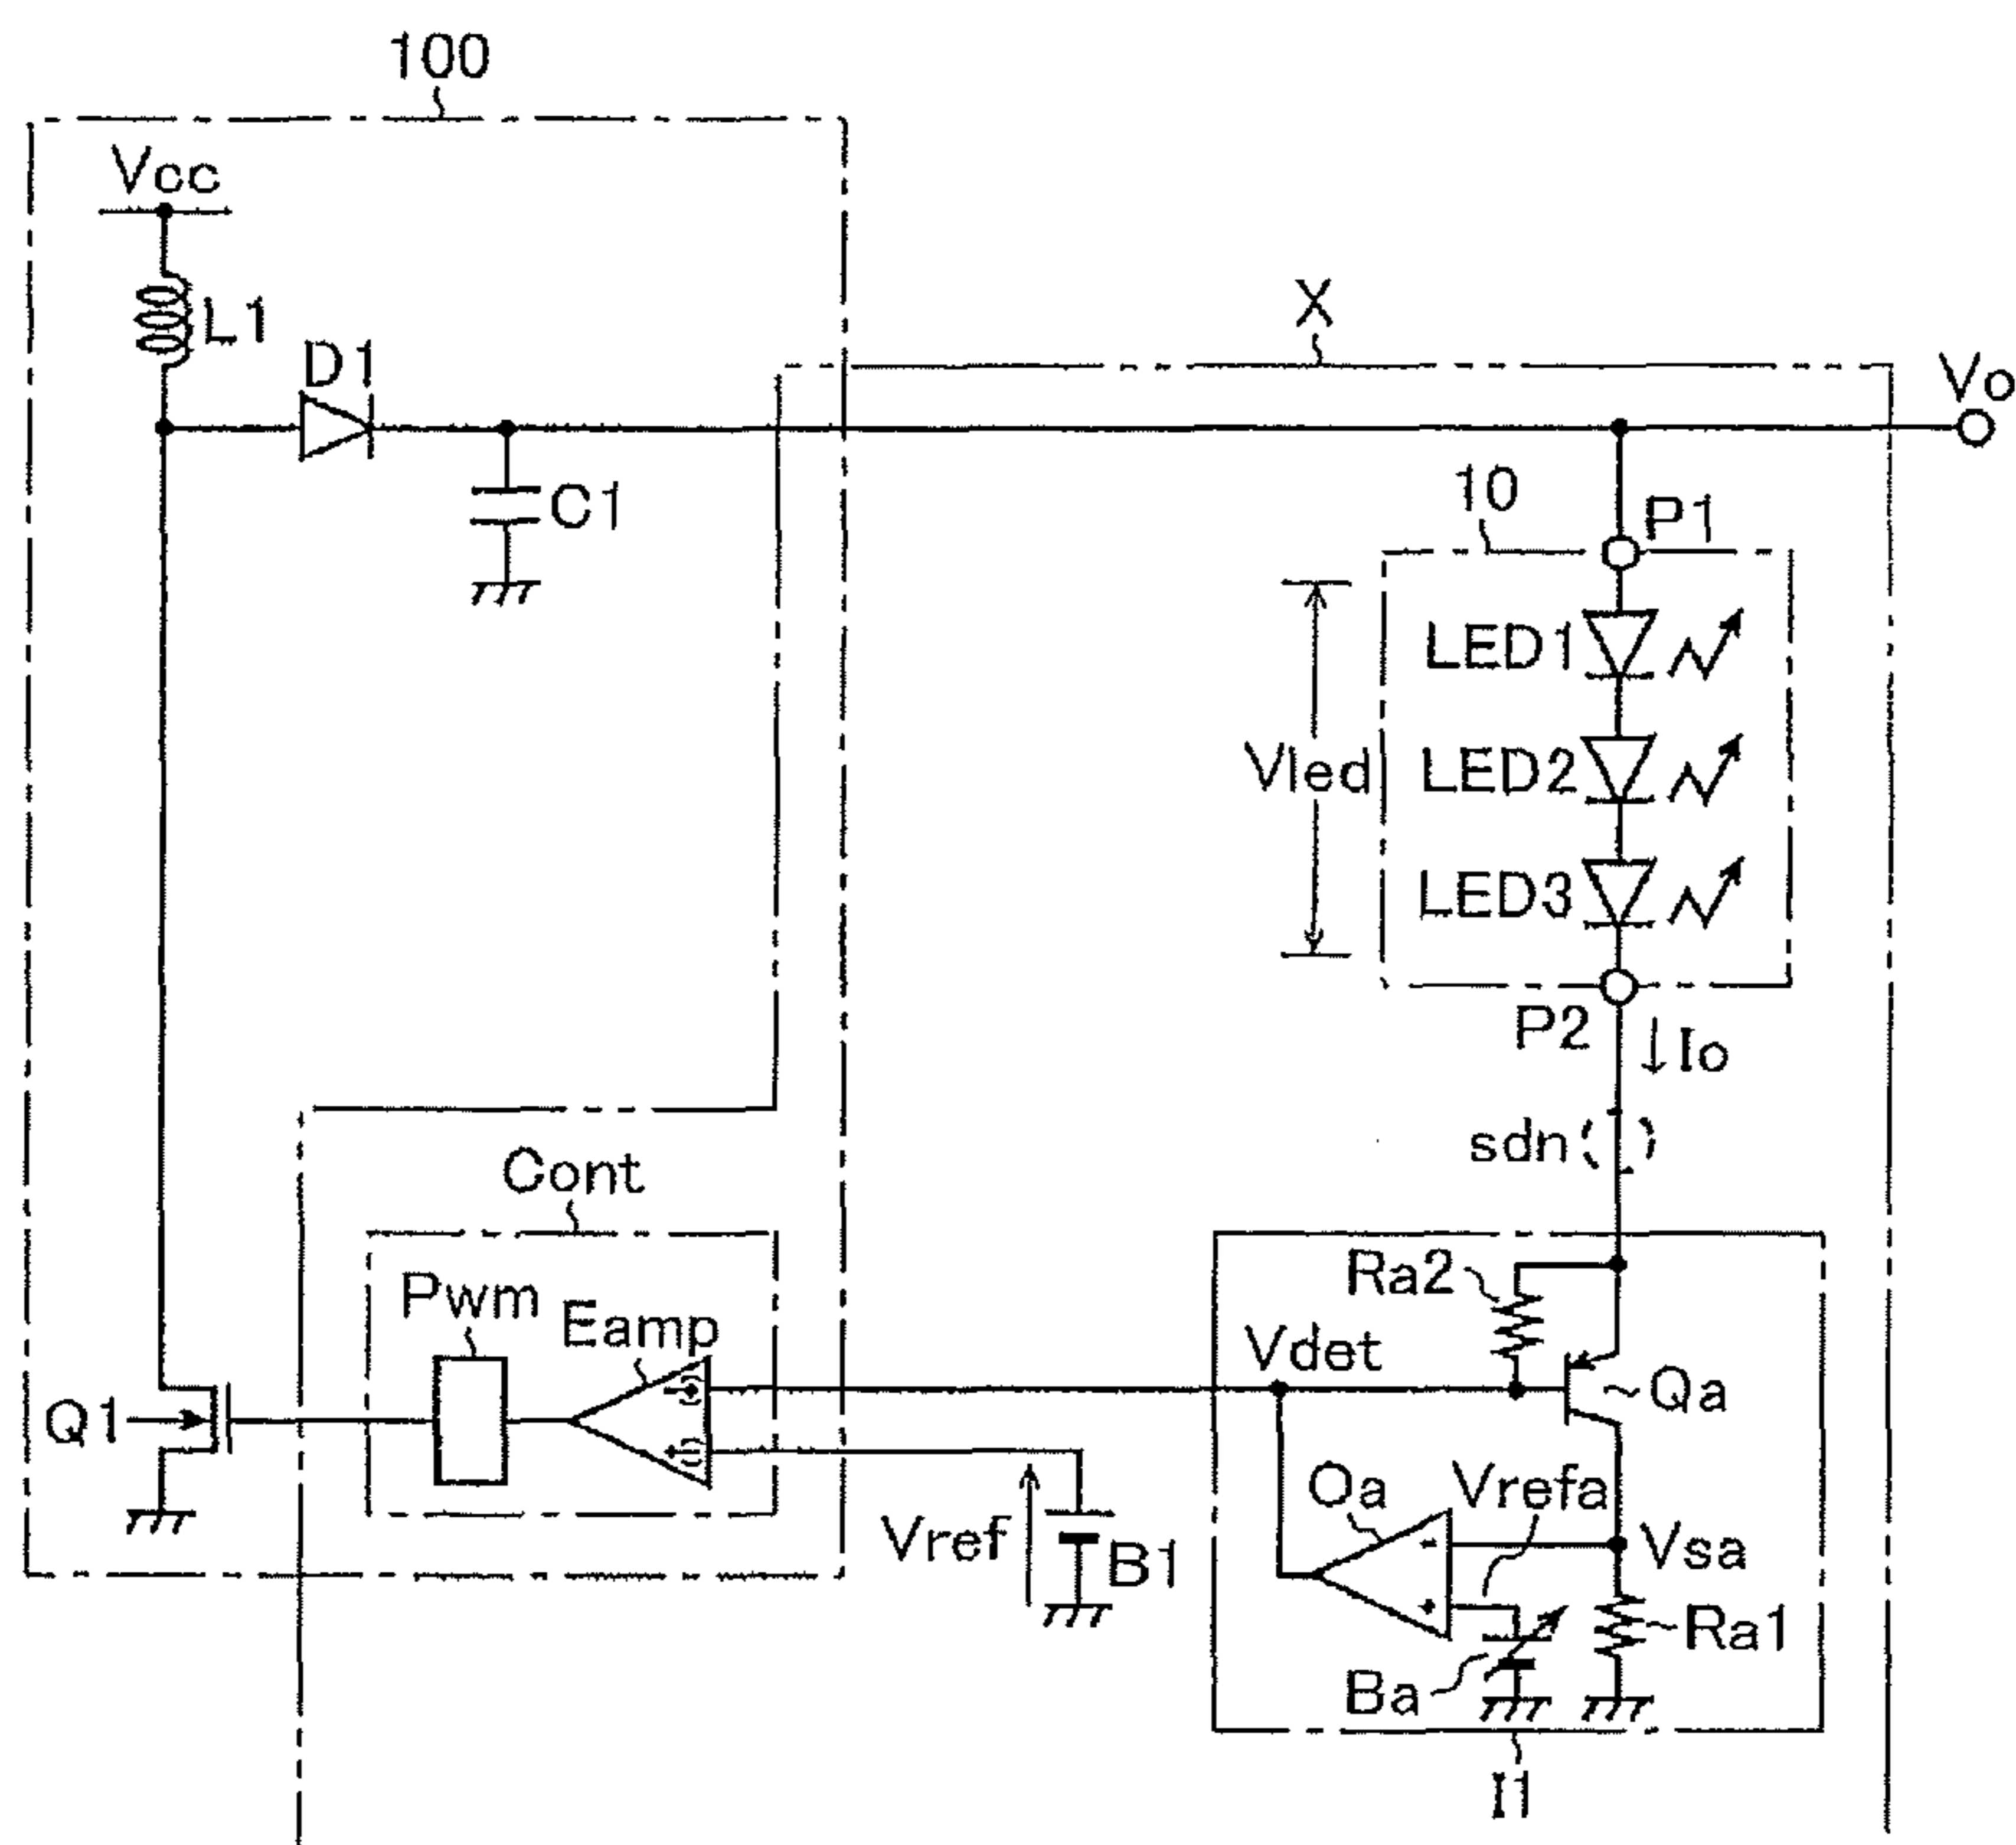 100
Vcc
L1
D1
X
Vo
C1
10
P1
LED1
Vled
LED2
LED3
P2
Io
sdn
Cont
Pwm
Eamp
Ra2
Vdet
Qa
Q1
Oa
Vrefa
Vref
B1
Vsa
Ra1
Ba
I1